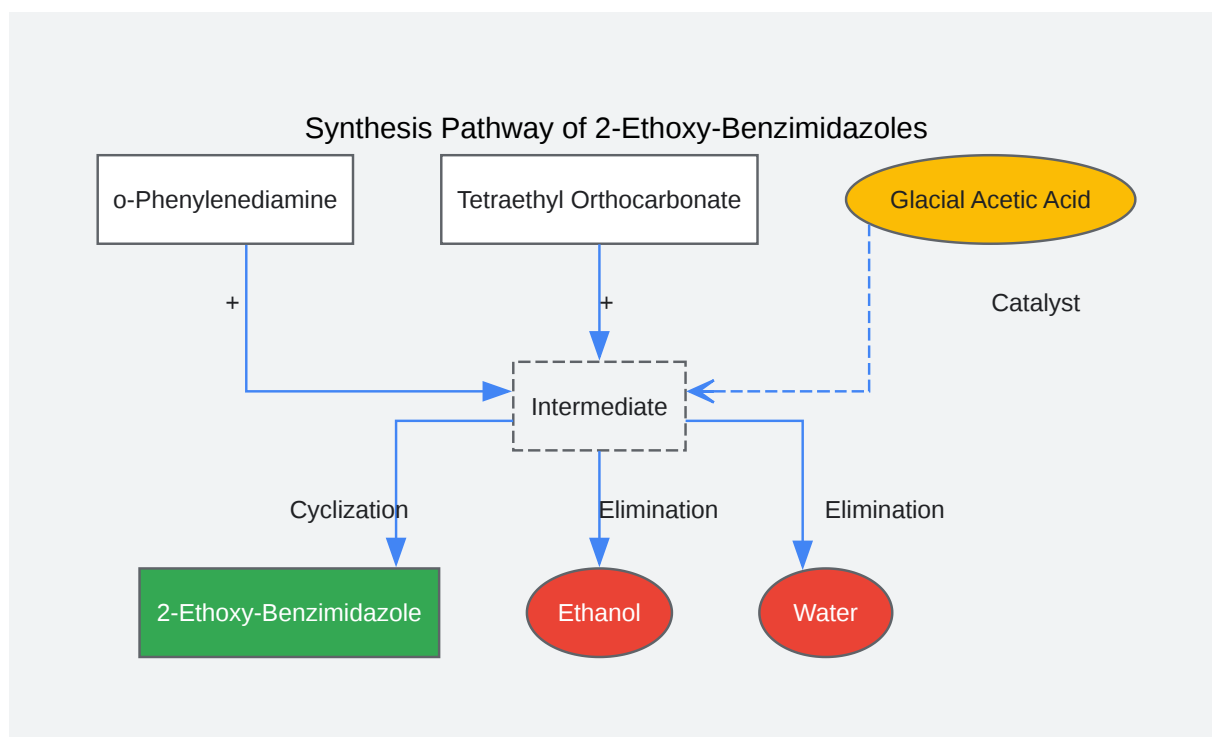 Synthesis Pathway of 2-Ethoxy-Benzimidazoles
o-Phenylenediamine
Tetraethyl Orthocarbonate
Glacial Acetic Acid
+
+
Catalyst
Intermediate
Cyclization
Elimination
Elimination
2-Ethoxy-Benzimidazole
Ethanol
Water